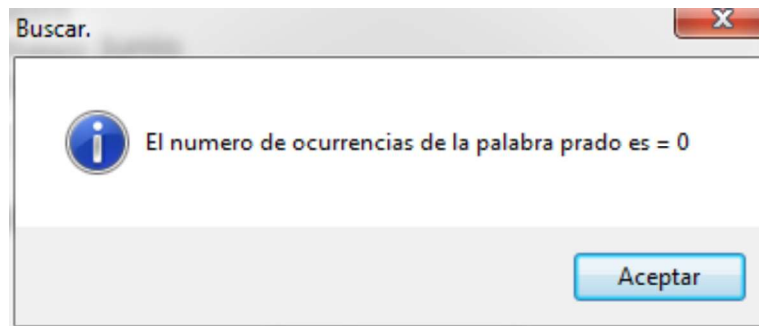 Buscar.
El numero de ocurrencias de la palabra prado es = 0
Aceptar